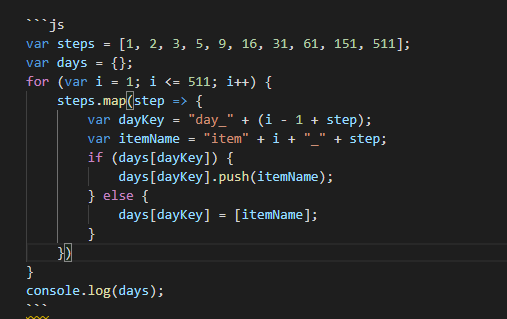 ```js
var steps = [1, 2, 3, 5, 9, 16, 31, 61, 151, 511];
var days = {};
for (var i = 1; i <= 511; i++) {
    steps.map(step => {
        var dayKey = "day_" + (i - 1 + step);
        var itemName = "item" + i + "_" + step;
        if (days[dayKey]) {
            days[dayKey].push(itemName);
        } else {
            days[dayKey] = [itemName];
        }
    })
}
console.log(days);
```